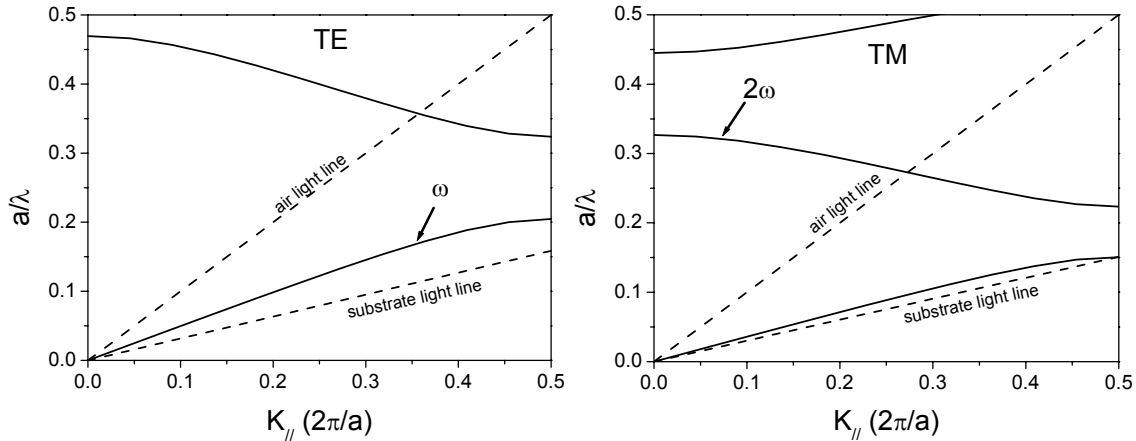 TE
0.5
0.4
0.3
0.2
0.1
0.0
a/λ
air light line
ω
substrate light line
0.0 0.1 0.2 0.3 0.4 0.5
K// (2π/a)
TM
0.5
0.4
0.3
0.2
0.1
0.0
a/λ
2ω
air light line
substrate light line
0.0 0.1 0.2 0.3 0.4 0.5
K// (2π/a)